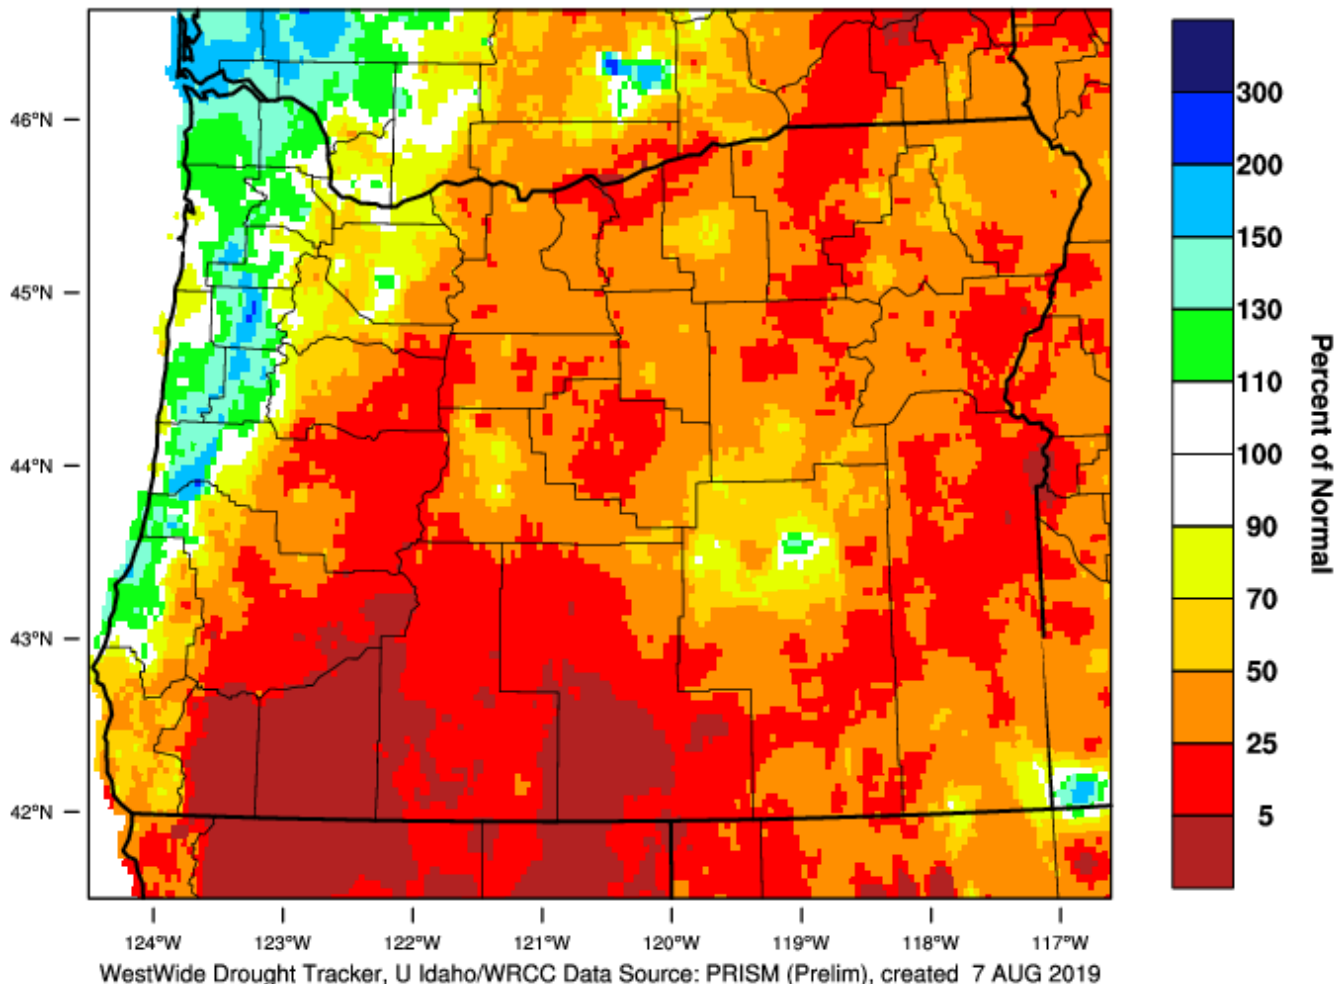 46°N
45°N
44°N
43°N
42°N
124°W 123°W 122°W 121°W 120°W 119°W 118°W 117°W
300
200
150
130
110
100
90
70
50
25
5
Percent of Normal
WestWide Drought Tracker, U Idaho/WRCC Data Source: PRISM (Prelim), created 7 AUG 2019